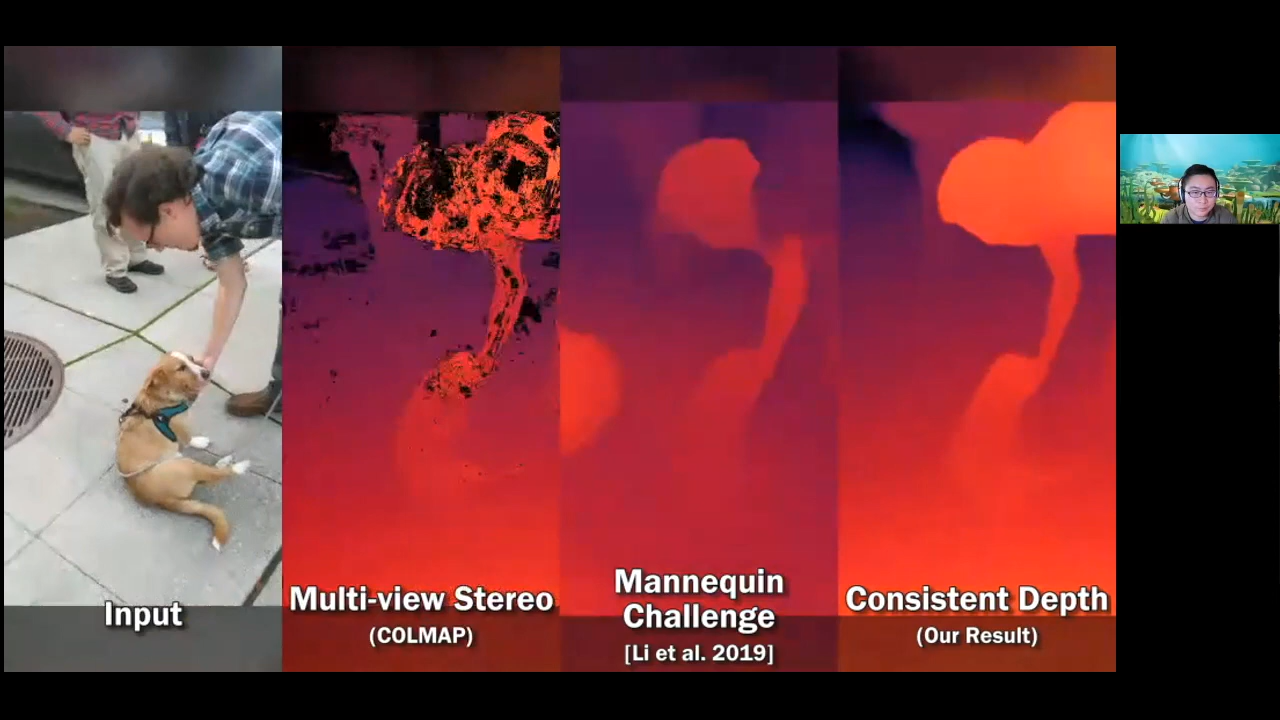 Input
Multi-view Stereo
(COLMAP)
Mannequin
Challenge
[Li et al. 2019]
Consistent Depth
(Our Result)